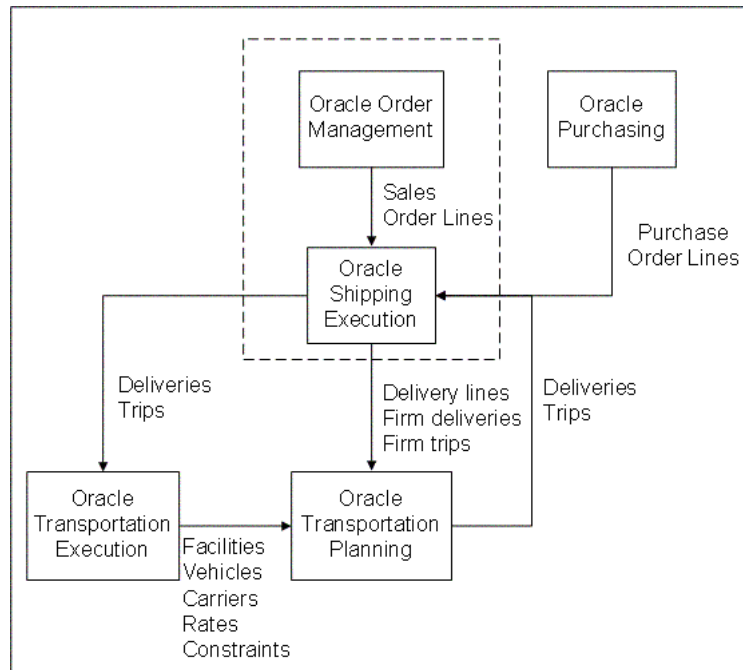 Oracle Order
Management
Oracle
Purchasing
Sales
Order Lines
Purchase
Order Lines
Oracle
Shipping
Execution
Deliveries
Trips
Delivery lines
Firm deliveries
Firm trips
Deliveries
Trips
Oracle
Transportation
Execution
Facilities
Vehicles
Carriers
Rates
Constraints
Oracle
Transportation
Planning